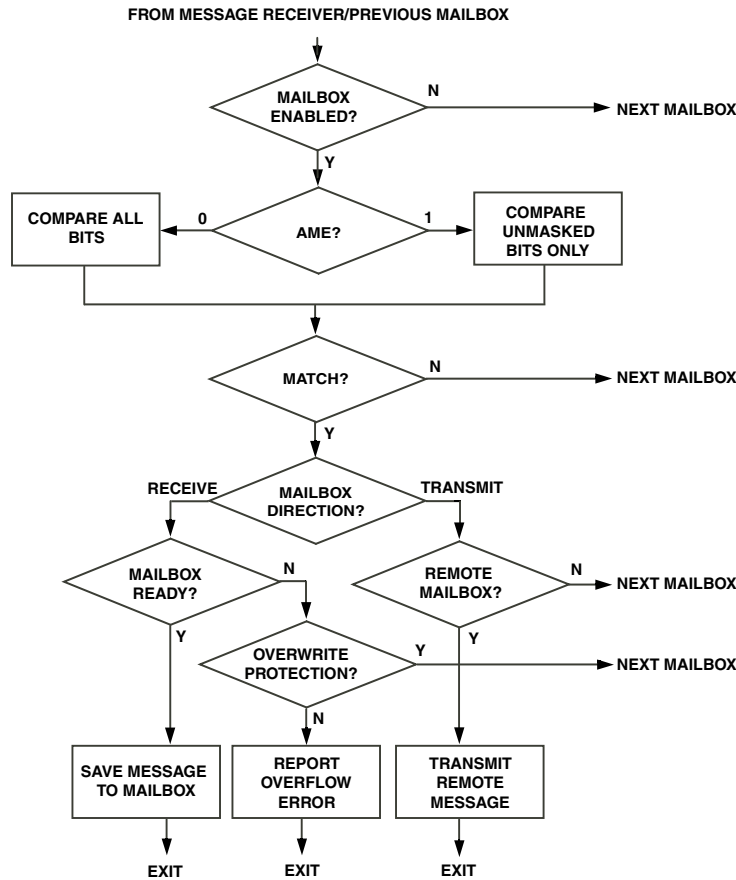 FROM MESSAGE RECEIVER/PREVIOUS MAILBOX
MAILBOX
ENABLED?
N
NEXT MAILBOX
Y
COMPARE ALL
BITS
0
AME?
1
COMPARE
UNMASKED
BITS ONLY
MATCH?
N
NEXT MAILBOX
Y
RECEIVE
MAILBOX
DIRECTION?
TRANSMIT
MAILBOX
READY?
N
REMOTE
MAILBOX?
N
NEXT MAILBOX
Y
OVERWRITE
PROTECTION?
Y
Y
NEXT MAILBOX
N
SAVE MESSAGE
TO MAILBOX
REPORT
OVERFLOW
ERROR
TRANSMIT
REMOTE
MESSAGE
EXIT
EXIT
EXIT